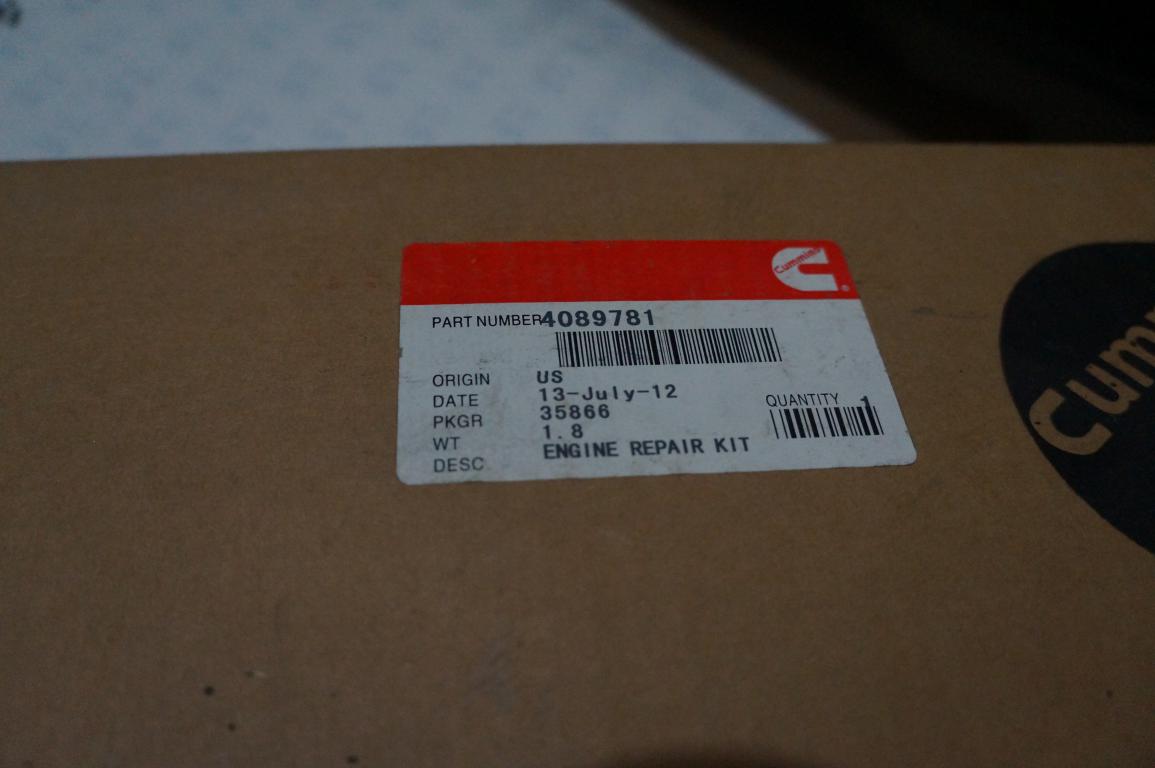 Cummins
PART NUMBER 4089781
ORIGIN US
DATE 13-July-12
PKGR 35866
WT 1.8
DESC ENGINE REPAIR KIT
QUANTITY 1
Cum